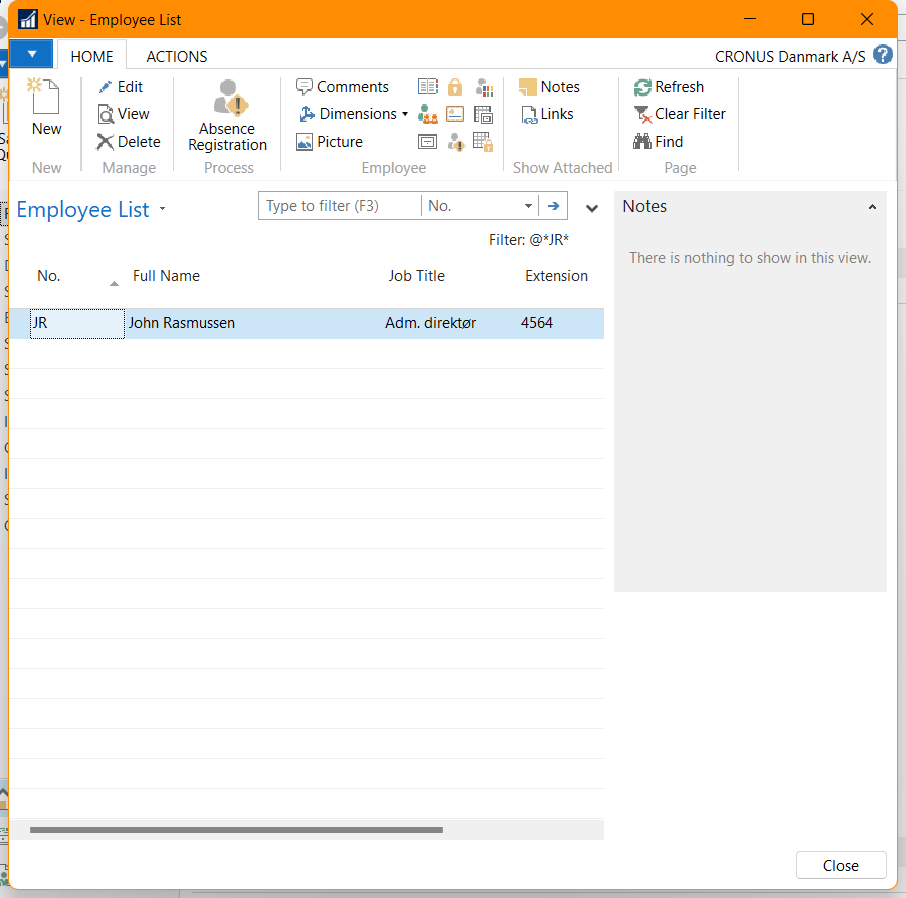 View - Employee List
HOME ACTIONS CRONUS Danmark A/S ?
New
New
Edit
View
Delete
Manage
Absence
Registration
Process
Comments
Dimensions
Picture
Employee
Notes
Links
Show Attached
Refresh
Clear Filter
Find
Page
Employee List
Type to filter (F3) No.
Filter: @*JR*
No. Full Name Job Title Extension
JR John Rasmussen Adm. direktør 4564
Notes
There is nothing to show in this view.
Close